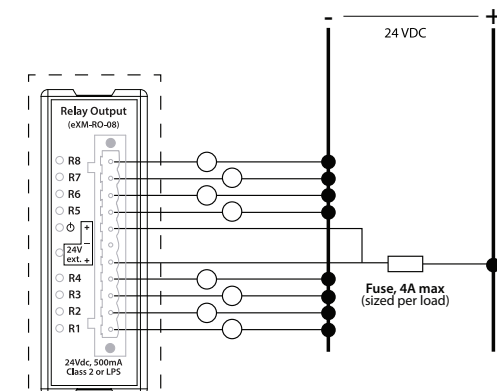 - +
24 VDC
Relay Output
(eXM-RO-08)
R8
R7
R6
R5
+
–
24V
ext. +
R4
R3
R2
R1
24Vdc, 500mA
Class 2 or LPS
Fuse, 4A max
(sized per load)